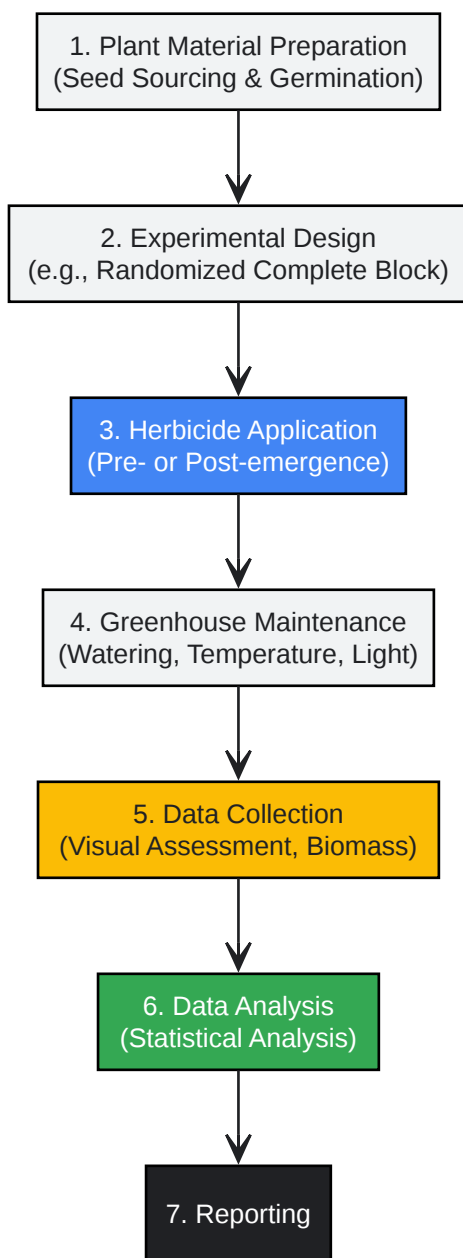 1. Plant Material Preparation
(Seed Sourcing & Germination)
2. Experimental Design
(e.g., Randomized Complete Block)
3. Herbicide Application
(Pre- or Post-emergence)
4. Greenhouse Maintenance
(Watering, Temperature, Light)
5. Data Collection
(Visual Assessment, Biomass)
6. Data Analysis
(Statistical Analysis)
7. Reporting